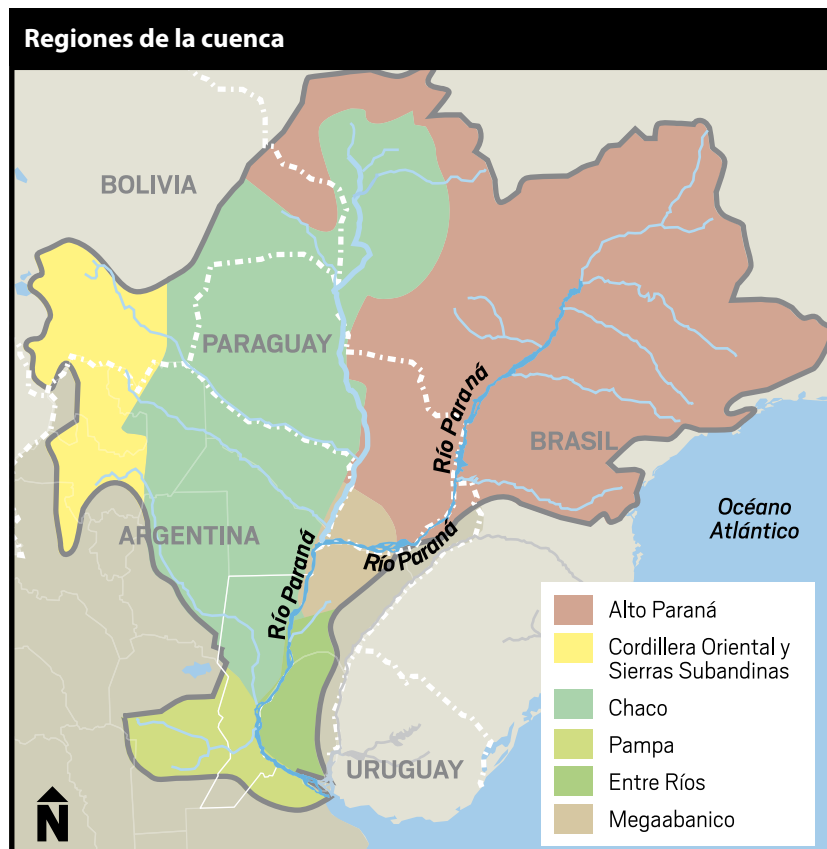 Regiones de la cuenca
BOLIVIA
PARAGUAY
Río Paraná
BRASIL
Océano
Atlántico
ARGENTINA
Río Paraná
Río Paraná
URUGUAY
N
Alto Paraná
Cordillera Oriental y
Sierras Subandinas
Chaco
Pampa
Entre Ríos
Megaabanico